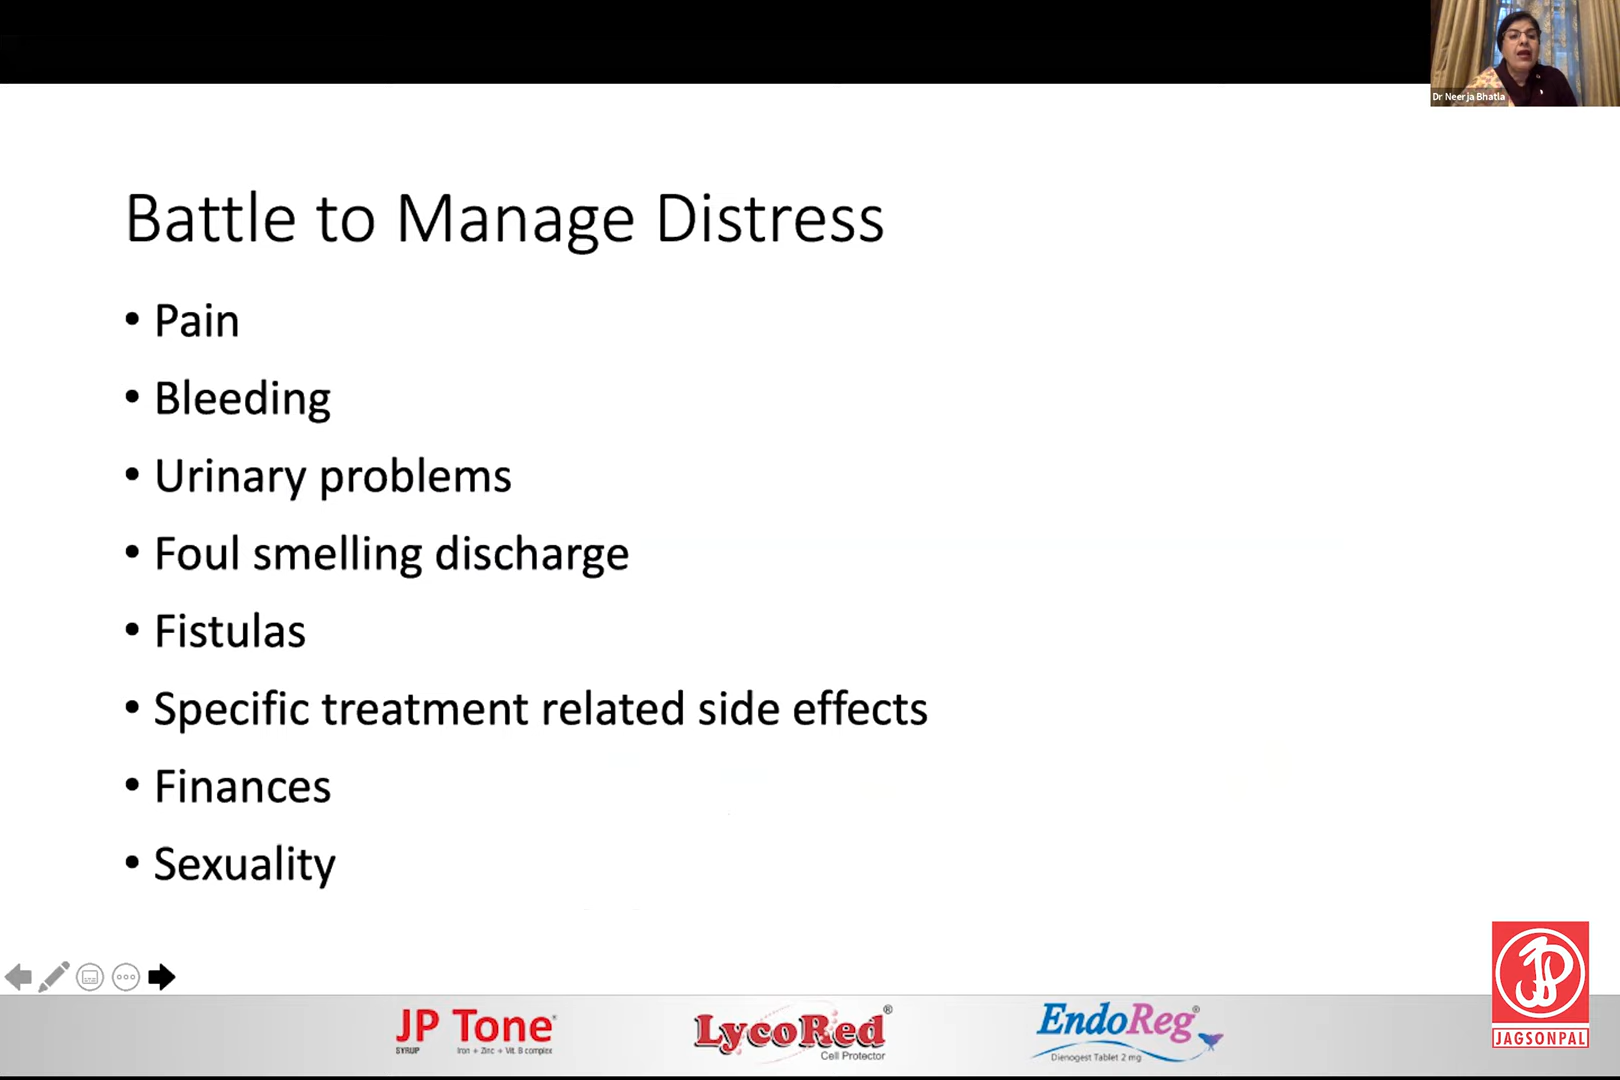 Dr Neerja Bhatla
Battle to Manage Distress
• Pain
• Bleeding
• Urinary problems
• Foul smelling discharge
• Fistulas
• Specific treatment related side effects
• Finances
• Sexuality
JP Tone
SYRUP Iron + Zinc + Vit. B complex
LycoRed®
Cell Protector
EndoReg®
Dienogest Tablet 2 mg
JAGSONPAL